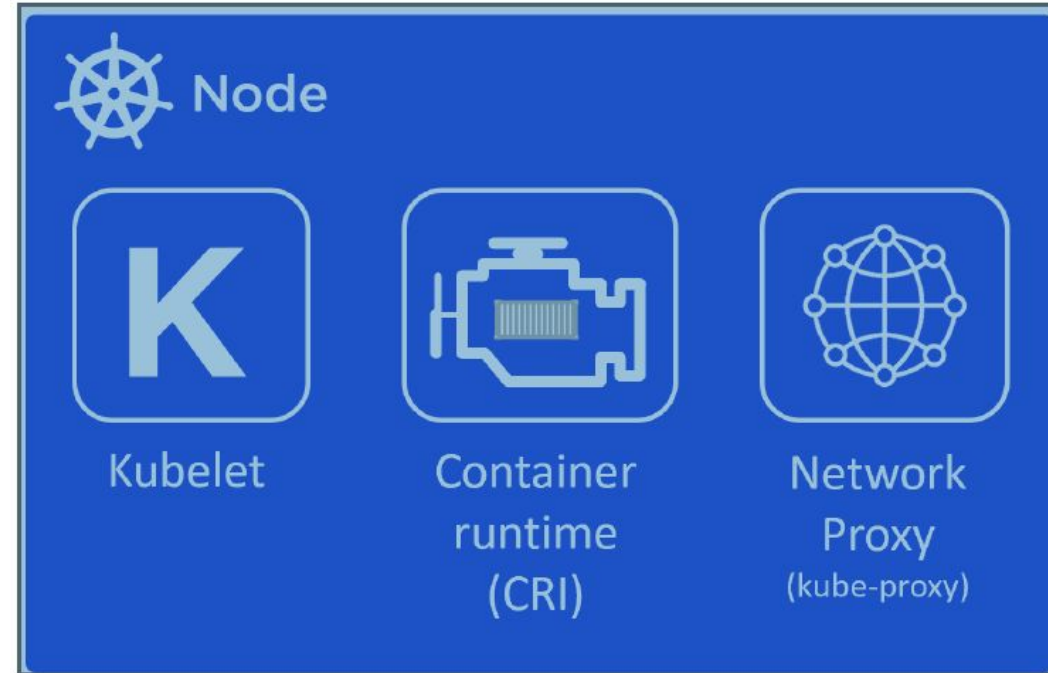 Node
K
Kubelet
Container
runtime
(CRI)
Network
Proxy
(kube-proxy)